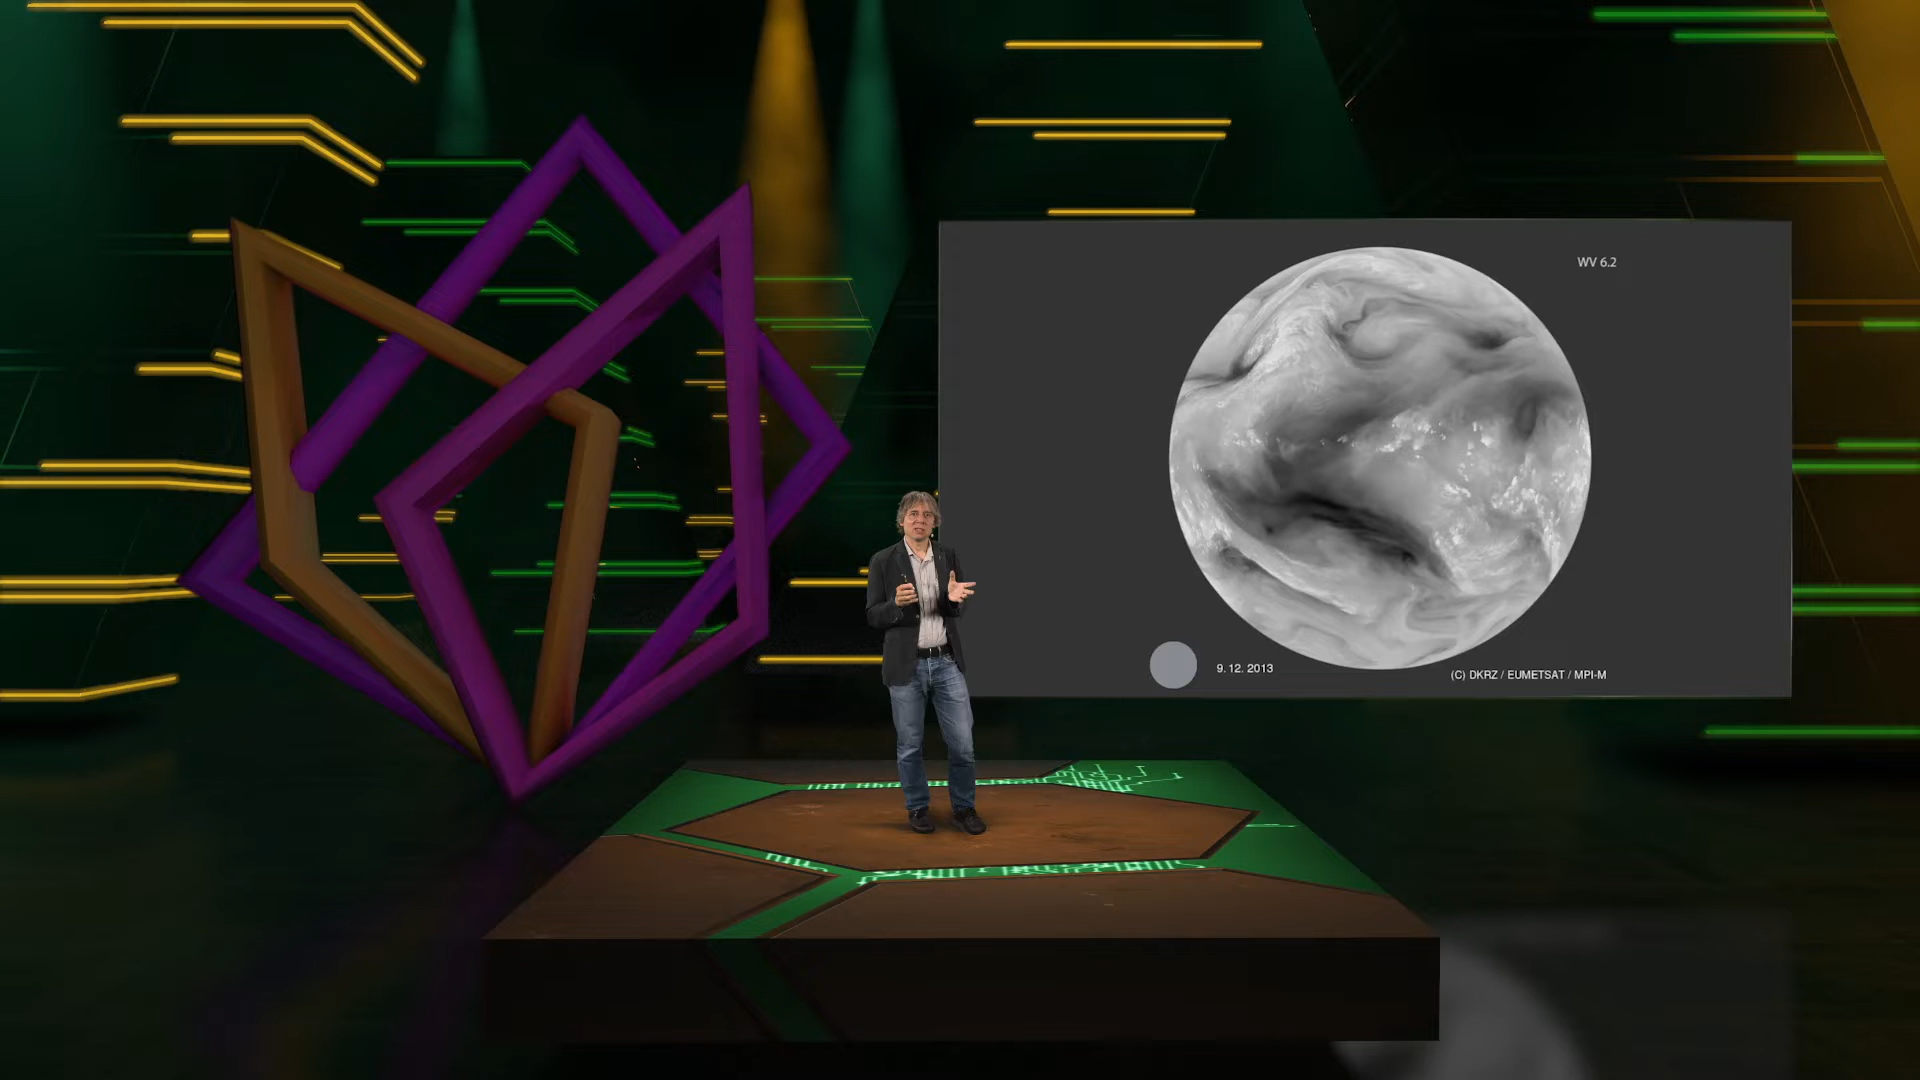 WV 6.2
9. 12. 2013
(C) DKRZ / EUMETSAT / MPI-M